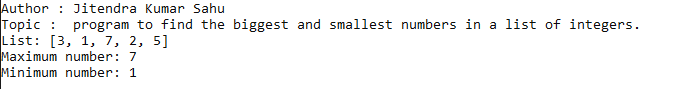 Author : Jitendra Kumar Sahu
Topic :  program to find the biggest and smallest numbers in a list of integers.
List: [3, 1, 7, 2, 5]
Maximum number: 7
Minimum number: 1